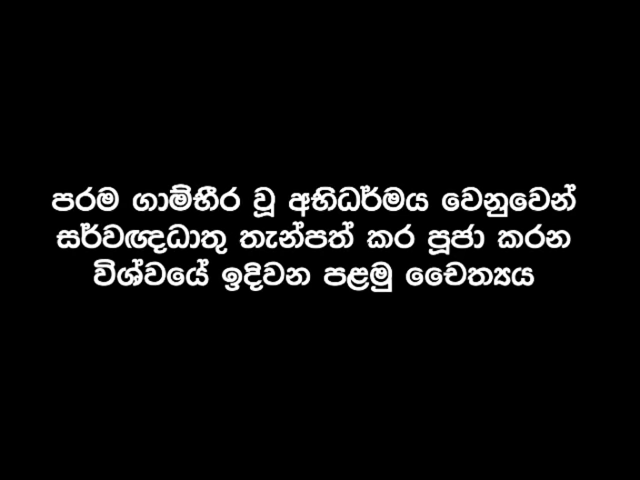 පරම ගාම්භීර වූ අභිධර්මය වෙනුවෙන්
සර්වඥධාතු තැන්පත් කර පූජා කරන
විශ්වයේ ඉදිවන පළමු චෛත්‍යය